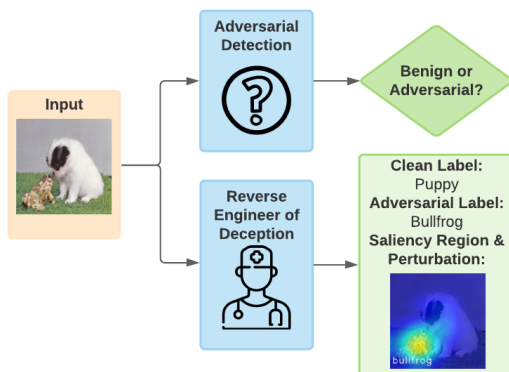 Input
Adversarial
Detection
?
Benign or
Adversarial?
Reverse
Engineer of
Deception
Clean Label:
Puppy
Adversarial Label:
Bullfrog
Saliency Region &
Perturbation:
bullfrog